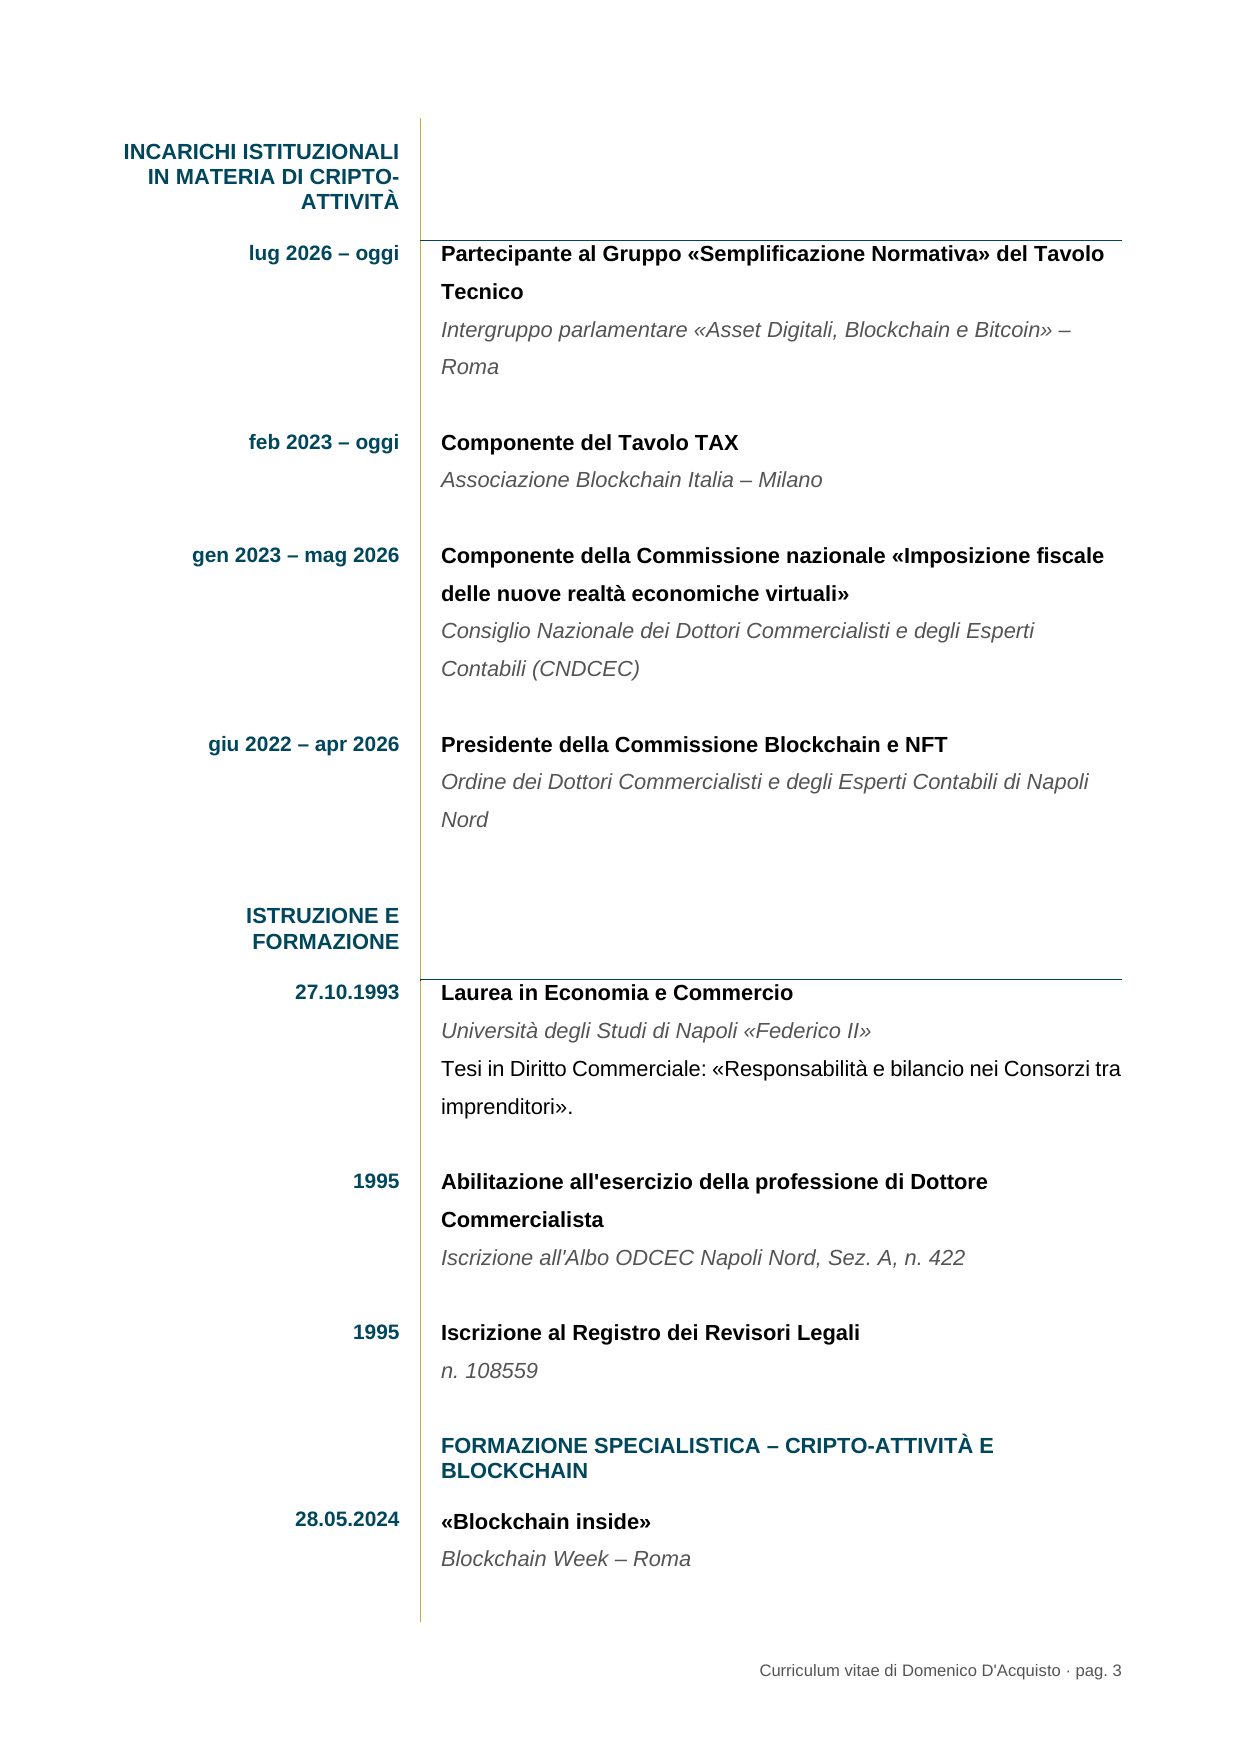 INCARICHI ISTITUZIONALI
IN MATERIA DI CRIPTO-
ATTIVITÀ
lug 2026 – oggi
Partecipante al Gruppo «Semplificazione Normativa» del Tavolo
Tecnico
Intergruppo parlamentare «Asset Digitali, Blockchain e Bitcoin» –
Roma
feb 2023 – oggi
Componente del Tavolo TAX
Associazione Blockchain Italia – Milano
gen 2023 – mag 2026
Componente della Commissione nazionale «Imposizione fiscale
delle nuove realtà economiche virtuali»
Consiglio Nazionale dei Dottori Commercialisti e degli Esperti
Contabili (CNDCEC)
giu 2022 – apr 2026
Presidente della Commissione Blockchain e NFT
Ordine dei Dottori Commercialisti e degli Esperti Contabili di Napoli
Nord
ISTRUZIONE E
FORMAZIONE
27.10.1993
Laurea in Economia e Commercio
Università degli Studi di Napoli «Federico II»
Tesi in Diritto Commerciale: «Responsabilità e bilancio nei Consorzi tra
imprenditori».
1995
Abilitazione all'esercizio della professione di Dottore
Commercialista
Iscrizione all'Albo ODCEC Napoli Nord, Sez. A, n. 422
1995
Iscrizione al Registro dei Revisori Legali
n. 108559
FORMAZIONE SPECIALISTICA – CRIPTO-ATTIVITÀ E
BLOCKCHAIN
28.05.2024
«Blockchain inside»
Blockchain Week – Roma
Curriculum vitae di Domenico D'Acquisto · pag. 3